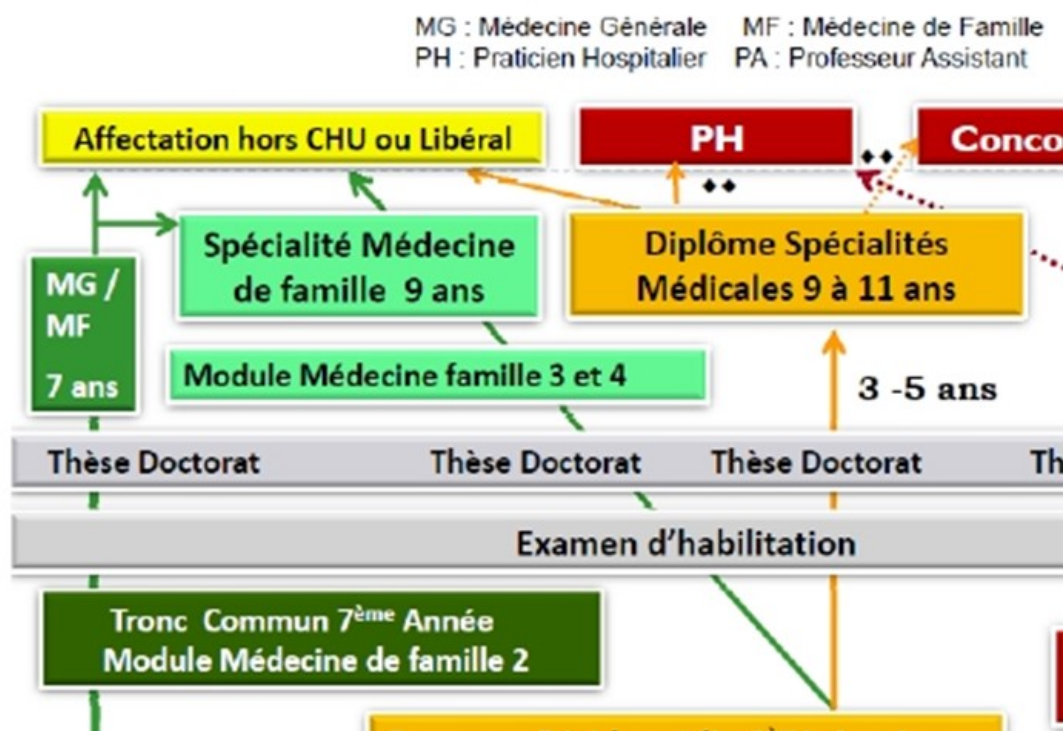 MG : Médecine Générale MF : Médecine de Famille
PH : Praticien Hospitalier PA : Professeur Assistant
Affectation hors CHU ou Libéral
PH
Spécialité Médecine
de famille 9 ans
Diplôme Spécialités
Médicales 9 à 11 ans
MG /
MF
7 ans
Module Médecine famille 3 et 4
3 -5 ans
Thèse Doctorat Thèse Doctorat Thèse Doctorat
Examen d’habilitation
Tronc Commun 7ème Année
Module Médecine de famille 2